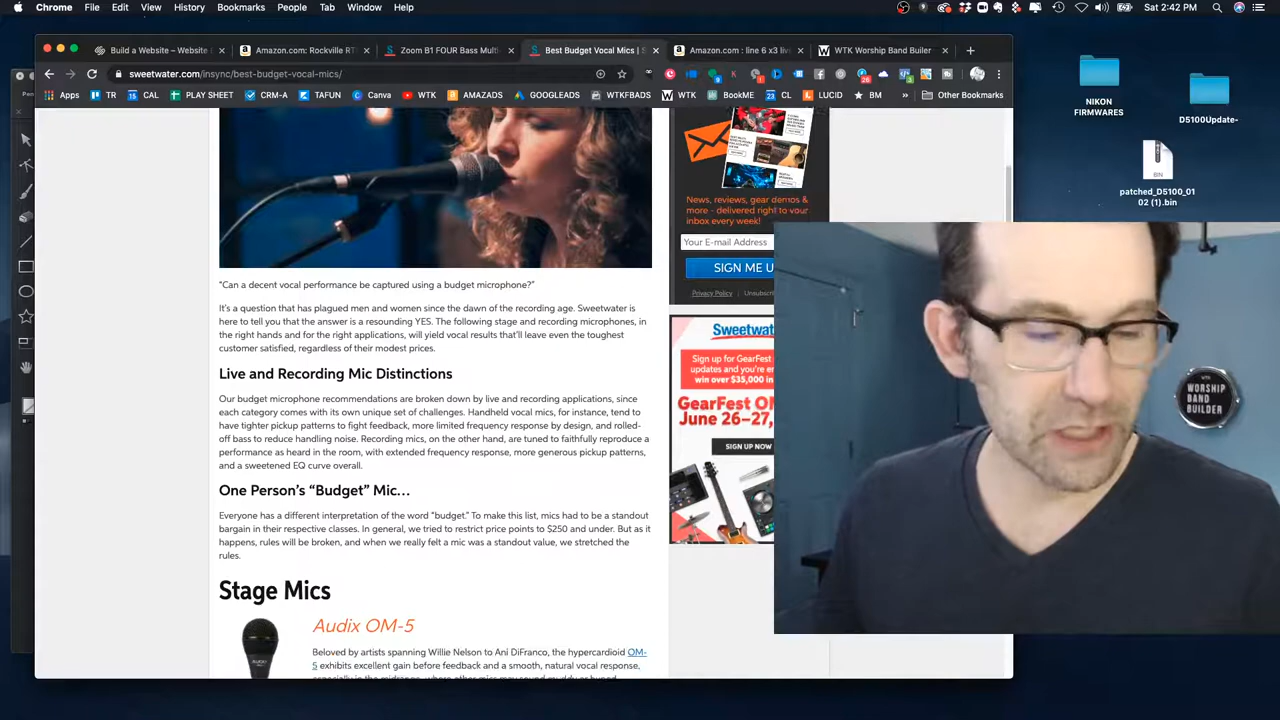 Chrome File Edit View History Bookmarks People Tab Window Help
Sat 2:42 PM
Build a Website – Website
Amazon.com: Rockville RT
Zoom B1 FOUR Bass Multi-
Best Budget Vocal Mics | S
Amazon.com : line 6 x3 live
WTK Worship Band Builer
sweetwater.com/insync/best-budget-vocal-mics/
Apps TR CAL PLAY SHEET CRM-A TAFUN Canva WTK AMAZADS GOOGLEADS WTKFBADS WTK BookME CL LUCID BM » Other Bookmarks
NIKON
FIRMWARES
D5100Update-
patched_D5100_01
02 (1).bin
News, reviews, gear demos &
more - delivered right to your
inbox every week!
Your E-mail Address
SIGN ME U
Privacy Policy | Unsubscri
“Can a decent vocal performance be captured using a budget microphone?”
It’s a question that has plagued men and women since the dawn of the recording age. Sweetwater is
here to tell you that the answer is a resounding YES. The following stage and recording microphones, in
the right hands and for the right applications, will yield vocal results that’ll leave even the toughest
customer satisfied, regardless of their modest prices.
Live and Recording Mic Distinctions
Our budget microphone recommendations are broken down by live and recording applications, since
each category comes with its own unique set of challenges. Handheld vocal mics, for instance, tend to
have tighter pickup patterns to fight feedback, more limited frequency response by design, and rolled-
off bass to reduce handling noise. Recording mics, on the other hand, are tuned to faithfully reproduce a
performance as heard in the room, with extended frequency response, more generous pickup patterns,
and a sweetened EQ curve overall.
One Person’s “Budget” Mic…
Everyone has a different interpretation of the word “budget.” To make this list, mics had to be a standout
bargain in their respective classes. In general, we tried to restrict price points to $250 and under. But as it
happens, rules will be broken, and when we really felt a mic was a standout value, we stretched the
rules.
Stage Mics
Audix OM-5
Beloved by artists spanning Willie Nelson to Ani DiFranco, the hypercardioid OM-
5 exhibits excellent gain before feedback and a smooth, natural vocal response,
especially in the midrange, where other mics may sound muddy or hyped.
Sweetwat
Sign up for GearFest
updates and you're en
win over $35,000 in
GearFest O
June 26–27,
SIGN UP NOW
WORSHIP
BAND
BUILDER